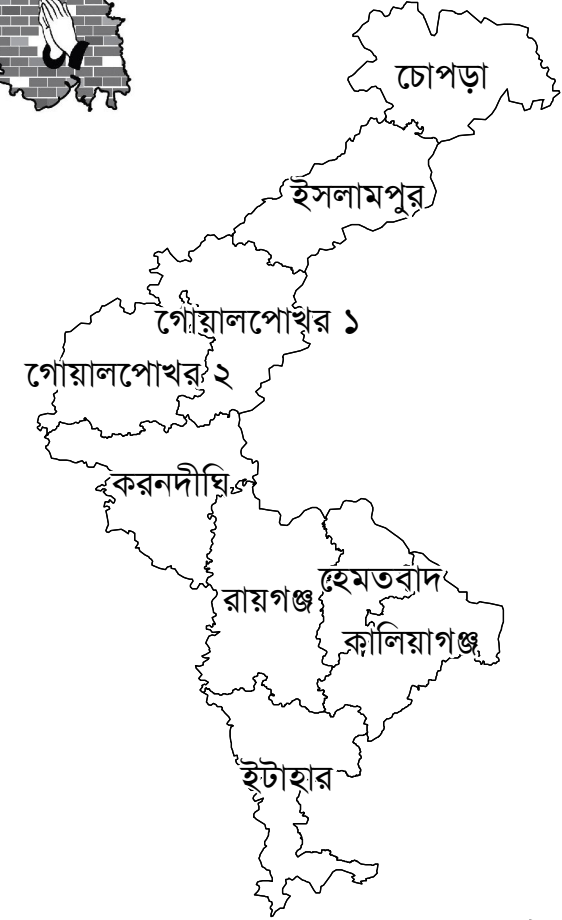 চোপড়া
ইসলামপুর
গোয়ালপোখর ১
গোয়ালপোখর ২
করনদীঘি
হেমতবাদ
রায়গঞ্জ
কালিয়াগঞ্জ
ইটাহার